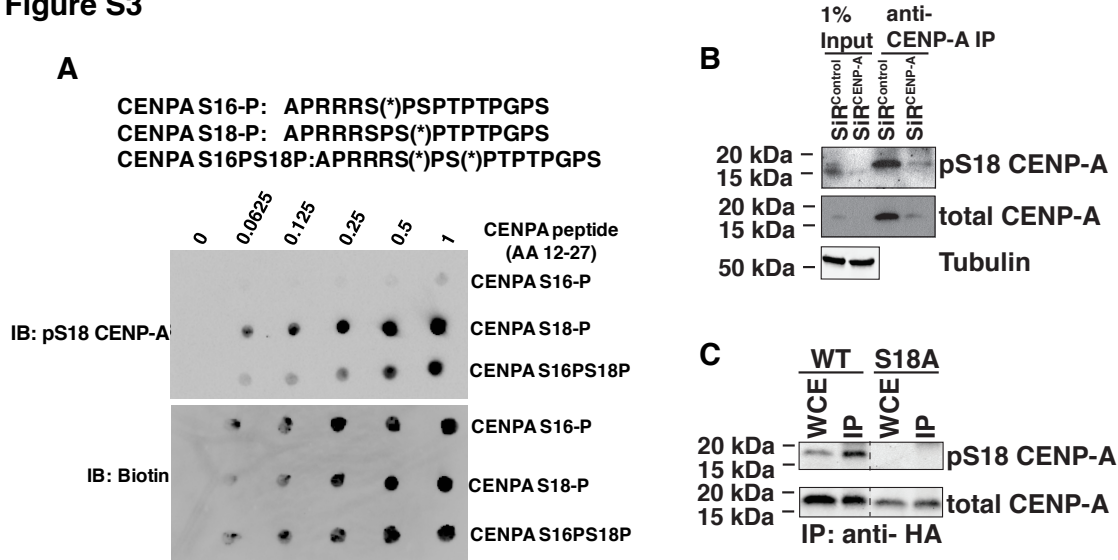 Figure S3
A
CENPA S16-P: APRRRS(*)PSPTPTPGPS
CENPA S18-P: APRRRSPS(*)PTPTPGPS
CENPA S16PS18P:APRRRS(*)PS(*)PTPTPGPS
0 0.0625 0.125 0.25 0.5 1
CENPA peptide
(AA 12-27)
CENPA S16-P
IB: pS18 CENP-A
CENPA S18-P
CENPA S16PS18P
CENPA S16-P
IB: Biotin
CENPA S18-P
CENPA S16PS18P
B
1% Input
anti-CENP-A IP
SiRControl SiRCENP-A SiRControl SiRCENP-A
20 kDa
15 kDa
pS18 CENP-A
20 kDa
15 kDa
total CENP-A
50 kDa
Tubulin
C
WT S18A
WCE IP WCE IP
20 kDa
15 kDa
pS18 CENP-A
20 kDa
15 kDa
total CENP-A
IP: anti- HA